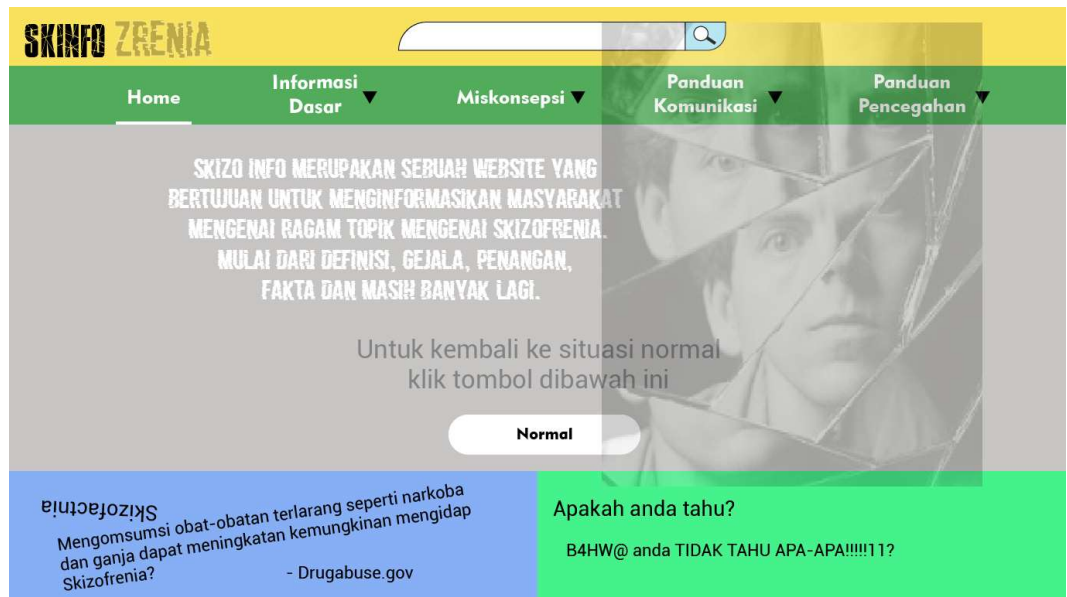 SKINFO ZRENIA
Home
Informasi
Dasar
Miskonsepsi
Panduan
Komunikasi
Panduan
Pencegahan
SKIZO INFO MERUPAKAN SEBUAH WEBSITE YANG
BERTUJUAN UNTUK MENGINFORMASIKAN MASYARAKAT
MENGENAI RAGAM TOPIK MENGENAI SKIZOFRENIA.
MULAI DARI DEFINISI, GEJALA, PENANGAN,
FAKTA DAN MASIH BANYAK LAGI.
Untuk kembali ke situasi normal
klik tombol dibawah ini
Normal
Skizofactnia
Mengomsumsi obat-obatan terlarang seperti narkoba
dan ganja dapat meningkatan kemungkinan mengidap
Skizofrenia?
- Drugabuse.gov
Apakah anda tahu?
B4HW@ anda TIDAK TAHU APA-APA!!!!!11?